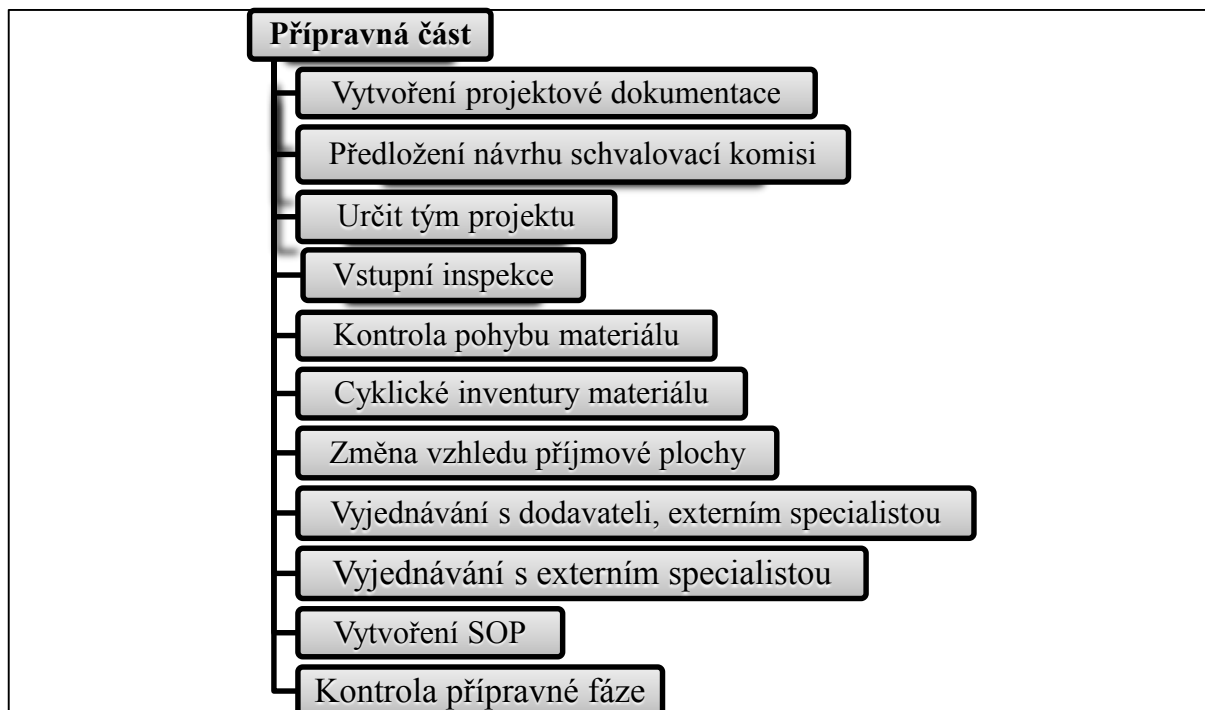 Přípravná část
Vytvoření projektové dokumentace
Předložení návrhu schvalovací komisi
Určit tým projektu
Vstupní inspekce
Kontrola pohybu materiálu
Cyklické inventury materiálu
Změna vzhledu příjmové plochy
Vyjednávání s dodavateli, externím specialistou
Vyjednávání s externím specialistou
Vytvoření SOP
Kontrola přípravné fáze